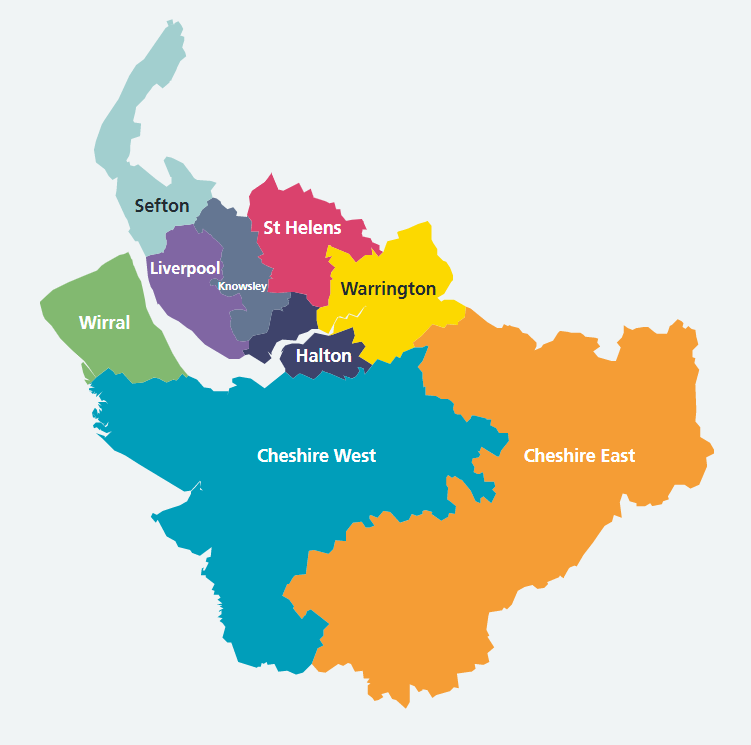 Sefton
St Helens
Liverpool
Knowsley
Warrington
Wirral
Halton
Cheshire West
Cheshire East